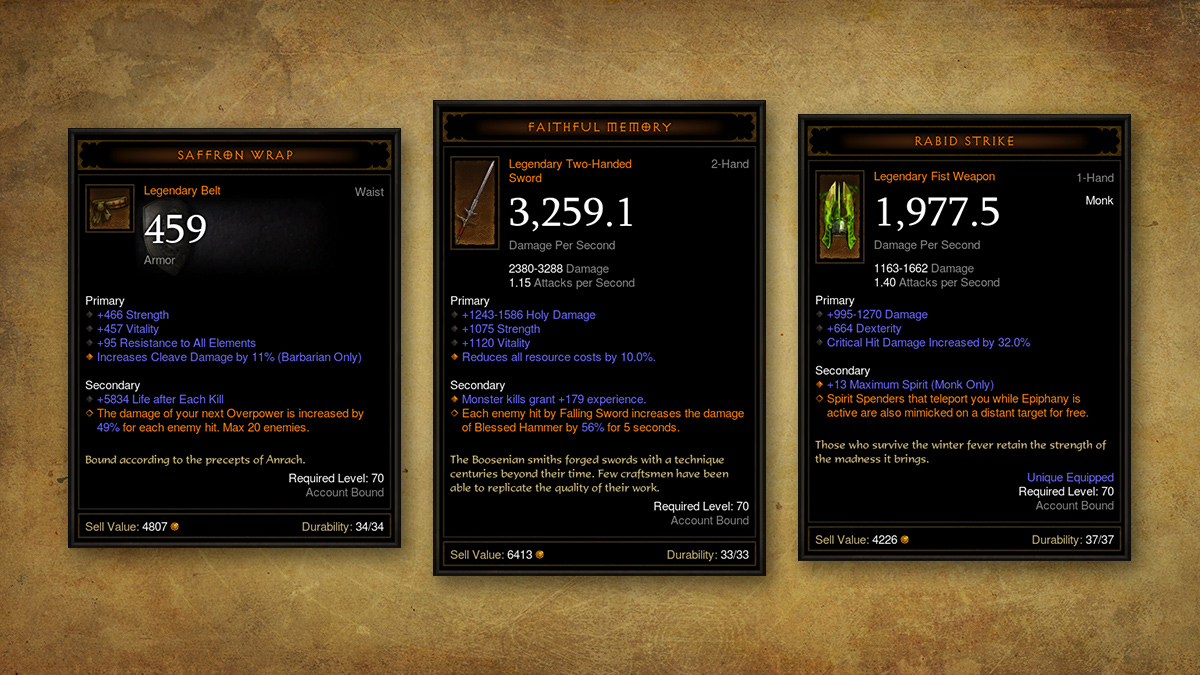 SAFFRON WRAP
Legendary Belt
Waist
459
Armor
Primary
+466 Strength
+457 Vitality
+95 Resistance to All Elements
Increases Cleave Damage by 11% (Barbarian Only)
Secondary
+5834 Life after Each Kill
The damage of your next Overpower is increased by
49% for each enemy hit. Max 20 enemies.
Bound according to the precepts of Anrach.
Required Level: 70
Account Bound
Sell Value: 4807
Durability: 34/34
FAITHFUL MEMORY
Legendary Two-Handed
Sword
2-Hand
3,259.1
Damage Per Second
2380-3288 Damage
1.15 Attacks per Second
Primary
+1243-1586 Holy Damage
+1075 Strength
+1120 Vitality
Reduces all resource costs by 10.0%.
Secondary
Monster kills grant +179 experience.
Each enemy hit by Falling Sword increases the damage
of Blessed Hammer by 56% for 5 seconds.
The Boosenian smiths forged swords with a technique
centuries beyond their time. Few craftsmen have been
able to replicate the quality of their work.
Required Level: 70
Account Bound
Sell Value: 6413
Durability: 33/33
RABID STRIKE
Legendary Fist Weapon
1-Hand
Monk
1,977.5
Damage Per Second
1163-1662 Damage
1.40 Attacks per Second
Primary
+995-1270 Damage
+664 Dexterity
Critical Hit Damage Increased by 32.0%
Secondary
+13 Maximum Spirit (Monk Only)
Spirit Spenders that teleport you while Epiphany is
active are also mimicked on a distant target for free.
Those who survive the winter fever retain the strength of
the madness it brings.
Unique Equipped
Required Level: 70
Account Bound
Sell Value: 4226
Durability: 37/37